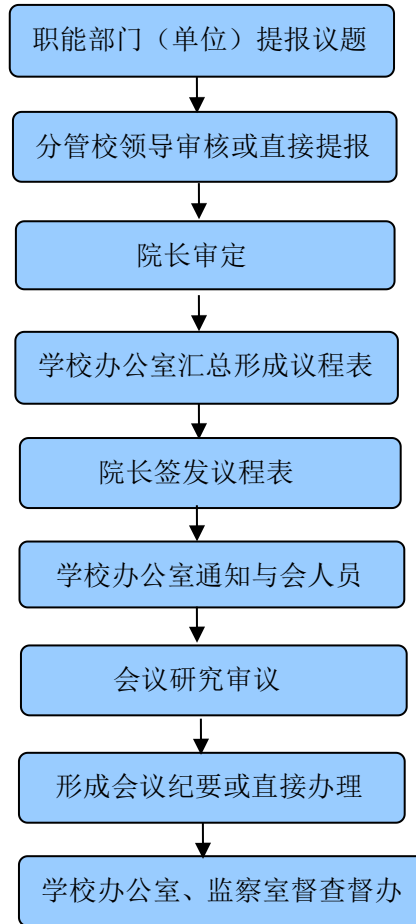 职能部门（单位）提报议题
分管校领导审核或直接提报
院长审定
学校办公室汇总形成议程表
院长签发议程表
学校办公室通知与会人员
会议研究审议
形成会议纪要或直接办理
学校办公室、监察室督查督办